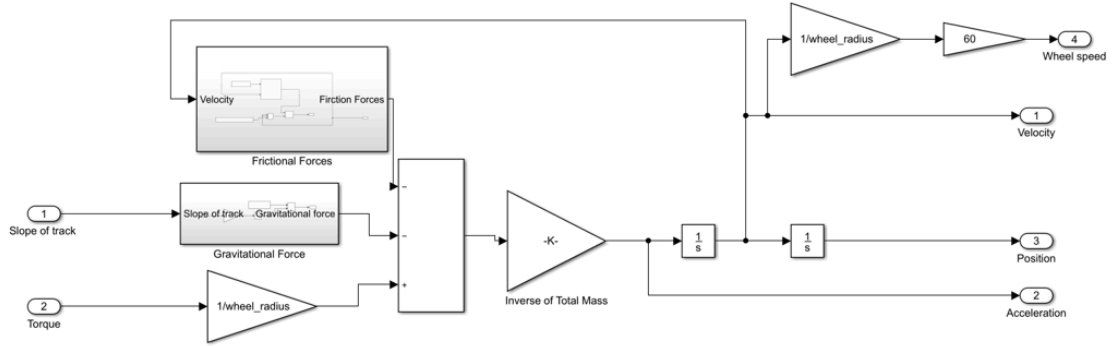 1/wheel_radius
60
4
Wheel speed
Velocity
Firction Forces
1
Velocity
Frictional Forces
−
1
Slope of track
Slope of track
Gravitational force
Gravitational Force
−
-K-
Inverse of Total Mass
1
s
1
s
3
Position
2
Torque
1/wheel_radius
+
2
Acceleration